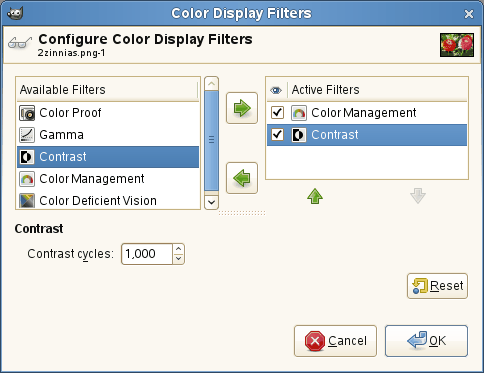 Color Display Filters
Configure Color Display Filters
2zinnias.png-1
Available Filters
Color Proof
Gamma
Contrast
Color Management
Color Deficient Vision
Active Filters
Color Management
Contrast
Contrast
Contrast cycles: 1,000
Reset
Cancel
OK